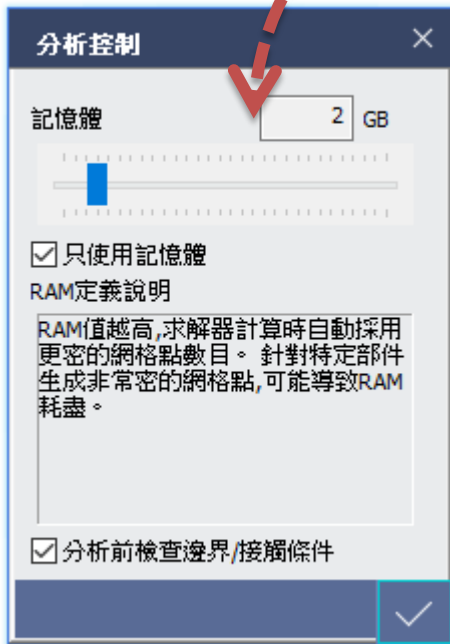 分析控制
記憶體 2 GB
只使用記憶體
RAM定義說明
RAM值越高,求解器計算時自動採用
更密的網格點數目。 針對特定部件
生成非常密的網格點,可能導致RAM
耗盡。
分析前檢查邊界/接觸條件